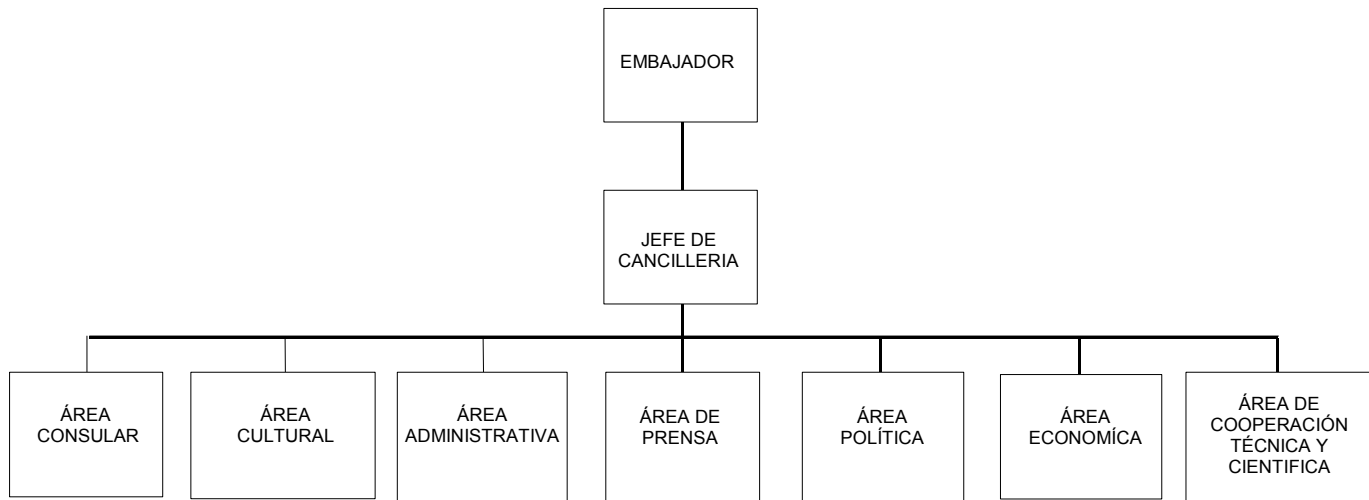 EMBAJADOR
JEFE DE
CANCILLERIA
ÁREA
CONSULAR
ÁREA
CULTURAL
ÁREA
ADMINISTRATIVA
ÁREA DE
PRENSA
ÁREA
POLÍTICA
ÁREA
ECONOMÍCA
ÁREA DE
COOPERACIÓN
TÉCNICA Y
CIENTIFICA